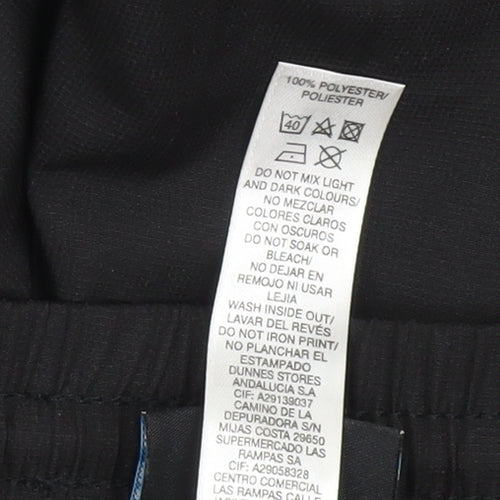 100% POLYESTER/
POLIESTER
40
DO NOT MIX LIGHT
AND DARK COLOURS/
NO MEZCLAR
COLORES CLAROS
CON OSCUROS
DO NOT SOAK OR
BLEACH/
NO DEJAR EN
REMOJO NI USAR
LEJIA
WASH INSIDE OUT/
LAVAR DEL REVÉS
DO NOT IRON PRINT/
NO PLANCHAR EL
ESTAMPADO
DUNNES STORES
ANDALUCIA S.A
CIF: A29139037
CAMINO DE LA
DEPURADORA S/N
MIJAS COSTA 29650
SUPERMERCADO LAS
RAMPAS SA
CIF: A29058328
CENTRO COMERCIAL
LAS RAMPAS CALLE